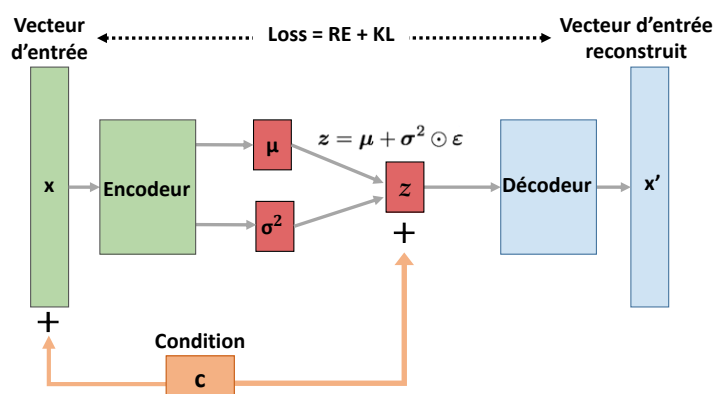 Vecteur
d'entrée
Loss = RE + KL
Vecteur d'entrée
reconstruit
x
Encodeur
μ
σ²
z = μ + σ² ⊙ ε
z
+
Décodeur
x'
+
Condition
c